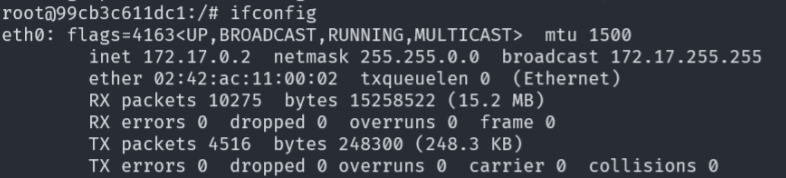 root@99cb3c611dc1:/# ifconfig
eth0: flags=4163<UP,BROADCAST,RUNNING,MULTICAST>  mtu 1500
        inet 172.17.0.2  netmask 255.255.0.0  broadcast 172.17.255.255
        ether 02:42:ac:11:00:02  txqueuelen 0  (Ethernet)
        RX packets 10275  bytes 15258522 (15.2 MB)
        RX errors 0  dropped 0  overruns 0  frame 0
        TX packets 4516  bytes 248300 (248.3 KB)
        TX errors 0  dropped 0 overruns 0  carrier 0  collisions 0